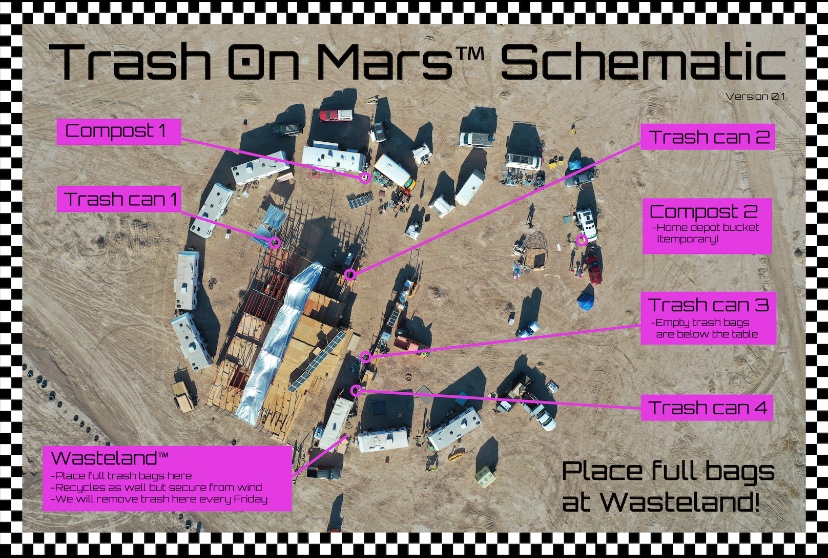 Trash On Mars™ Schematic
Version 0.1
Compost 1
Trash can 2
Trash can 1
Compost 2
-Home depot bucket
(temporary)
Trash can 3
-Empty trash bags
are below the table
Trash can 4
Wasteland™
-Place full trash bags here
-Recycles as well but secure from wind
-We will remove trash here every Friday
Place full bags
at Wasteland!